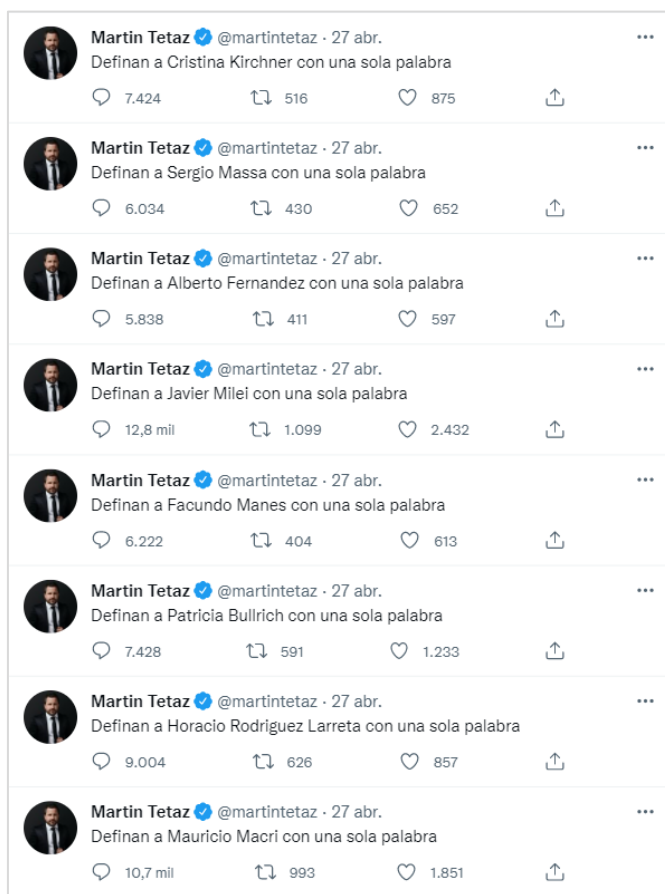 Martin Tetaz @martintetaz · 27 abr.
Definan a Cristina Kirchner con una sola palabra
7.424 516 875
Martin Tetaz @martintetaz · 27 abr.
Definan a Sergio Massa con una sola palabra
6.034 430 652
Martin Tetaz @martintetaz · 27 abr.
Definan a Alberto Fernandez con una sola palabra
5.838 411 597
Martin Tetaz @martintetaz · 27 abr.
Definan a Javier Milei con una sola palabra
12,8 mil 1.099 2.432
Martin Tetaz @martintetaz · 27 abr.
Definan a Facundo Manes con una sola palabra
6.222 404 613
Martin Tetaz @martintetaz · 27 abr.
Definan a Patricia Bullrich con una sola palabra
7.428 591 1.233
Martin Tetaz @martintetaz · 27 abr.
Definan a Horacio Rodriguez Larreta con una sola palabra
9.004 626 857
Martin Tetaz @martintetaz · 27 abr.
Definan a Mauricio Macri con una sola palabra
10,7 mil 993 1.851